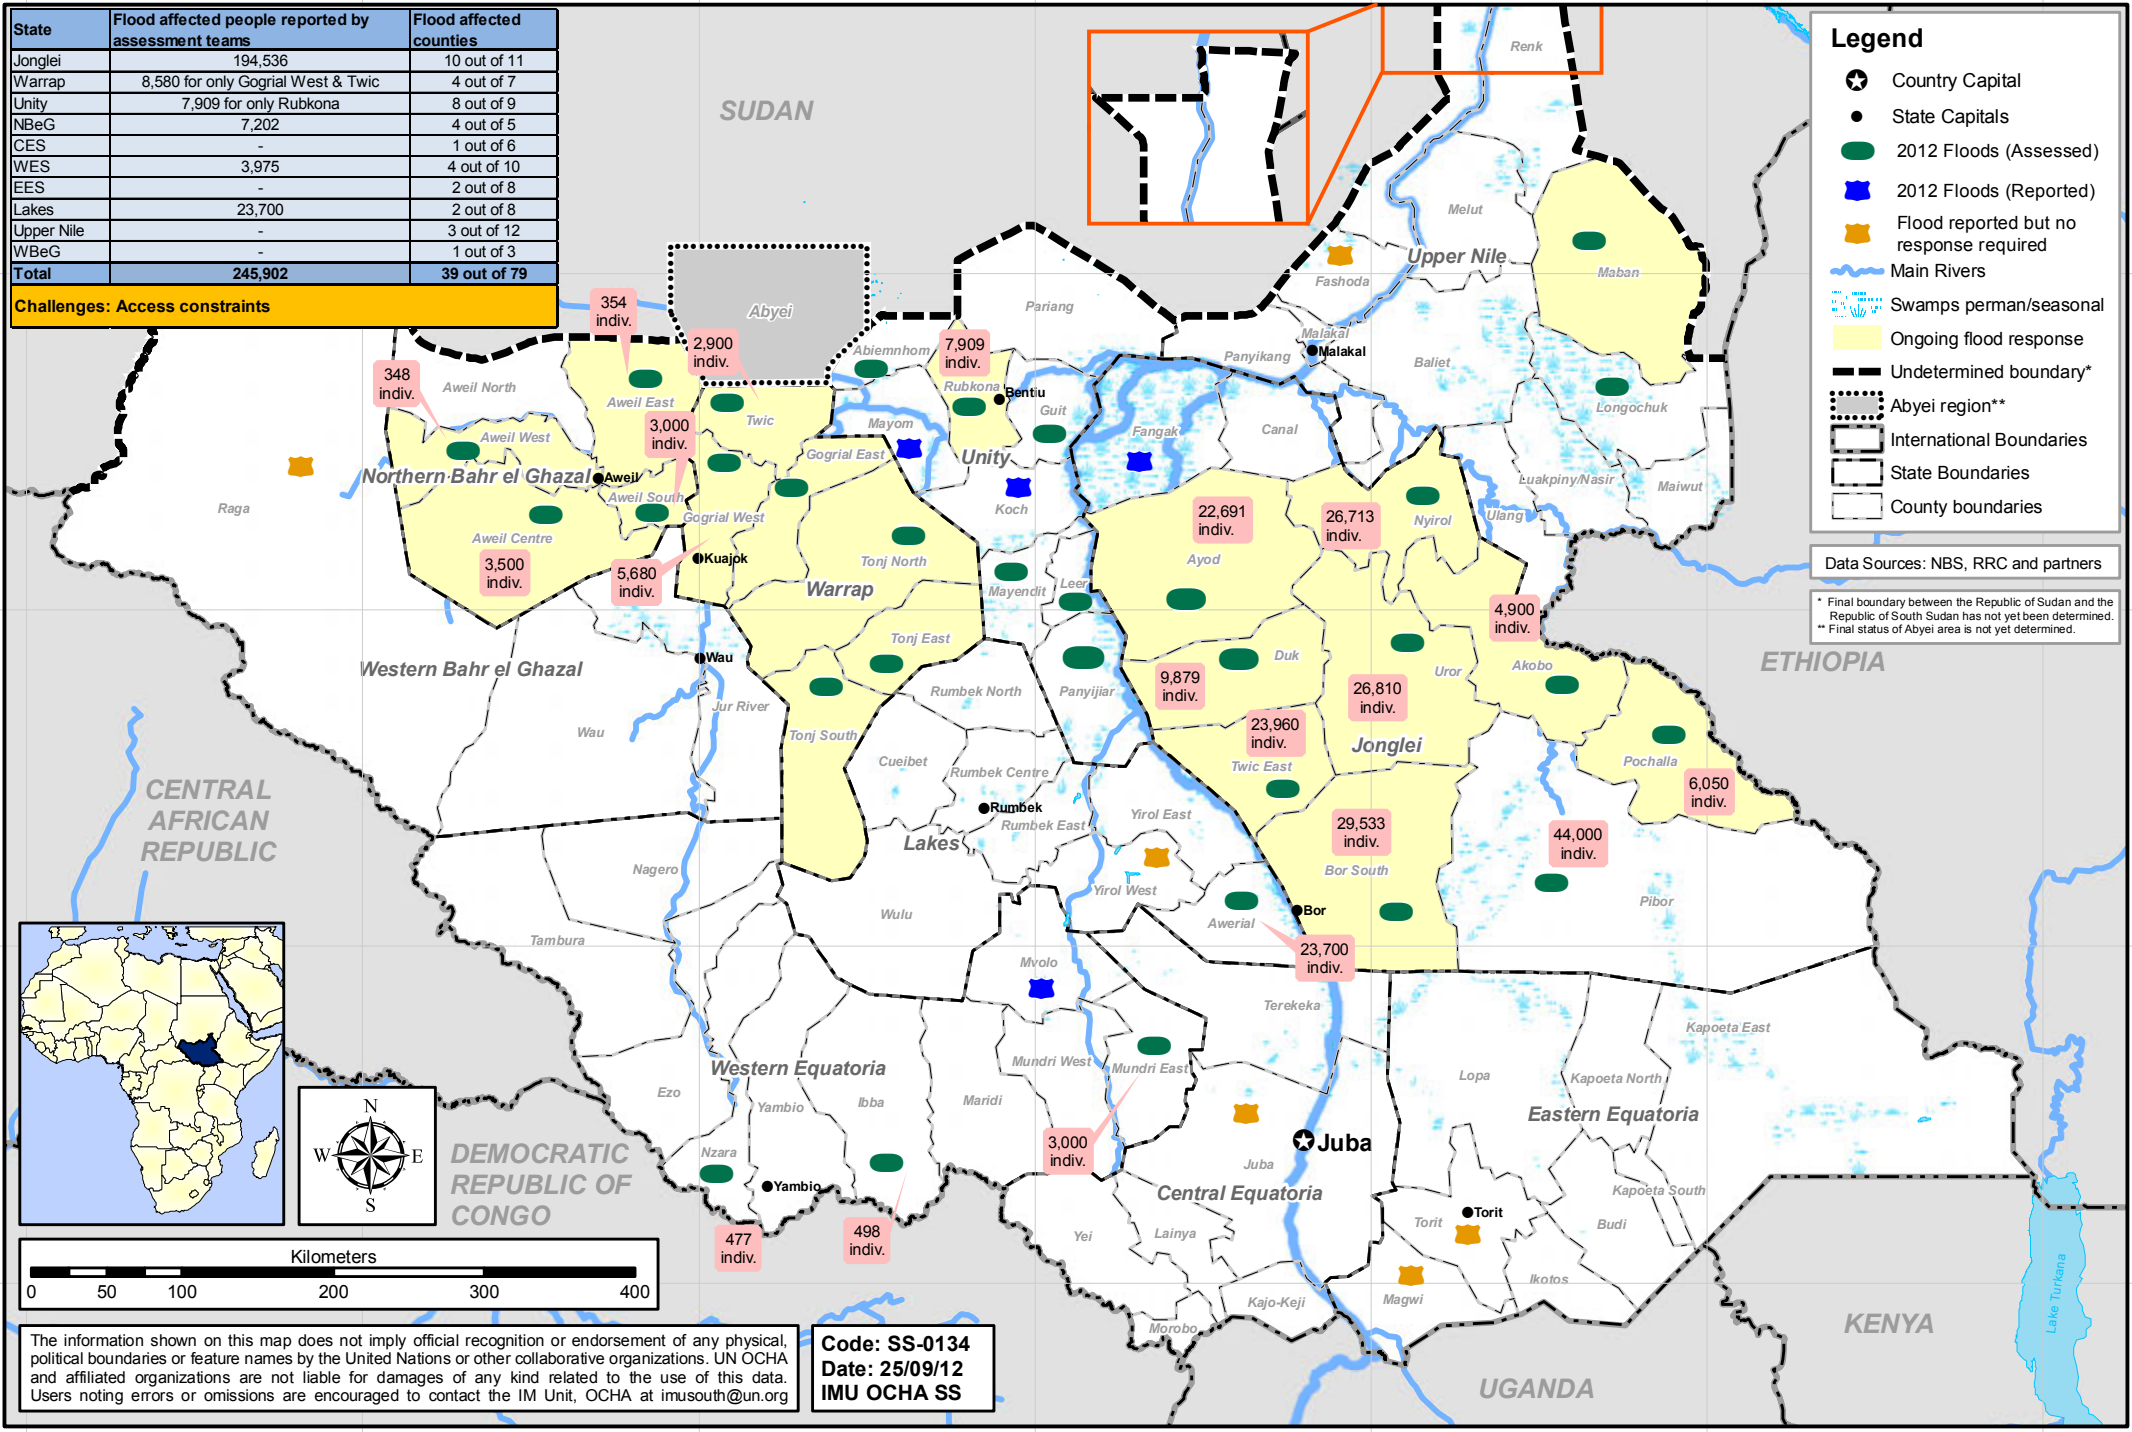 State Flood affected people reported by assessment teams Flood affected counties
Jonglei 194,536 10 out of 11
Warrap 8,580 for only Gogrial West & Twic 4 out of 7
Unity 7,909 for only Rubkona 8 out of 9
NBeG 7,202 4 out of 5
CES - 1 out of 6
WES 3,975 4 out of 10
EES - 2 out of 8
Lakes 23,700 2 out of 8
Upper Nile - 3 out of 12
WBeG - 1 out of 3
Total 245,902 39 out of 79
Challenges: Access constraints
Legend
Country Capital
State Capitals
2012 Floods (Assessed)
2012 Floods (Reported)
Flood reported but no
response required
Main Rivers
Swamps perman/seasonal
Ongoing flood response
Undetermined boundary*
Abyei region**
International Boundaries
State Boundaries
County boundaries
Data Sources: NBS, RRC and partners
* Final boundary between the Republic of Sudan and the
Republic of South Sudan has not yet been determined.
** Final status of Abyei area is not yet determined.
SUDAN
Renk
Melut
Upper Nile
Maban
Fashoda
Abyei
Pariang
Malakal
Malakal
Panyikang
Baliet
Longochuk
354
indiv.
2,900
indiv.
7,909
indiv.
348
indiv.
Abiemnhom
Aweil North
Aweil East
Rubkona
Bentiu
Guit
Twic
Mayom
3,000
indiv.
Aweil West
Gogrial East
Unity
Fangak
Canal
Northern Bahr el Ghazal
Aweil
Aweil South
Luakpiny/Nasir
Maiwut
Ulang
Raga
Koch
Gogrial West
22,691
indiv.
26,713
indiv.
Nyirol
Aweil Centre
3,500
indiv.
5,680
indiv.
Kuajok
Tonj North
Ayod
Warrap
Mayendit
Leer
4,900
indiv.
Tonj East
Wau
Western Bahr el Ghazal
Duk
Uror
Akobo
ETHIOPIA
9,879
indiv.
26,810
indiv.
Rumbek North
Panyijiar
Jur River
Wau
Tonj South
23,960
indiv.
Jonglei
Twic East
Pochalla
6,050
indiv.
Cueibet
Rumbek Centre
CENTRAL
AFRICAN
REPUBLIC
Rumbek
Rumbek East
Yirol East
29,533
indiv.
44,000
indiv.
Lakes
Nagero
Bor South
Yirol West
Pibor
Wulu
Bor
Awerial
Tambura
23,700
indiv.
Mvolo
Terekeka
Kapoeta East
Mundri West
Mundri East
Western Equatoria
Lopa
Kapoeta North
Ezo
Yambio
Ibba
Maridi
Eastern Equatoria
N
W
E
S
DEMOCRATIC
REPUBLIC OF
CONGO
Nzara
3,000
indiv.
Juba
Juba
Yambio
Central Equatoria
Kapoeta South
Torit
Torit
Budi
477
indiv.
498
indiv.
Yei
Lainya
Ikotos
Magwi
Kajo-Keji
Morobo
Lake Turkana
KENYA
UGANDA
Kilometers
0 50 100 200 300 400
The information shown on this map does not imply official recognition or endorsement of any physical,
political boundaries or feature names by the United Nations or other collaborative organizations. UN OCHA
and affiliated organizations are not liable for damages of any kind related to the use of this data.
Users noting errors or omissions are encouraged to contact the IM Unit, OCHA at imusouth@un.org
Code: SS-0134
Date: 25/09/12
IMU OCHA SS